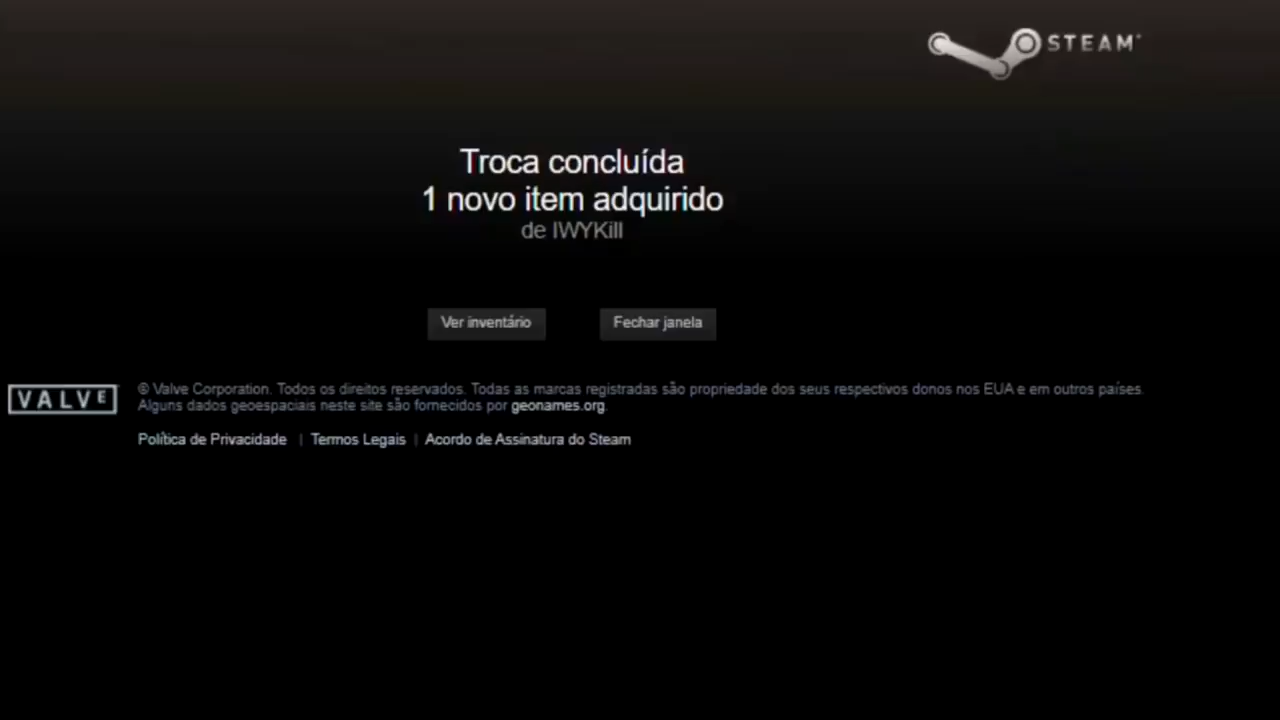 STEAM
Troca concluída
1 novo item adquirido
de IWYKill
Ver inventário
Fechar janela
VALVE
© Valve Corporation. Todos os direitos reservados. Todas as marcas registradas são propriedade dos seus respectivos donos nos EUA e em outros países.
Alguns dados geoespaciais neste site são fornecidos por geonames.org.
Política de Privacidade | Termos Legais | Acordo de Assinatura do Steam